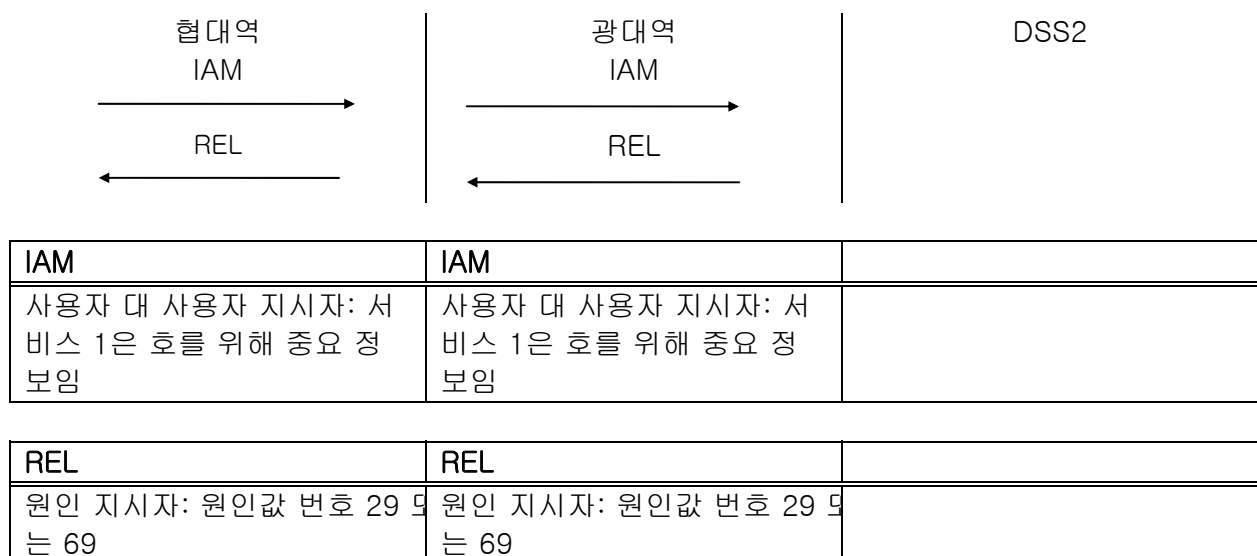 협대역 광대역 DSS2
IAM IAM
REL REL
IAM IAM
사용자 대 사용자 지시자: 서 사용자 대 사용자 지시자: 서
비스 1은 호를 위해 중요 정 비스 1은 호를 위해 중요 정
보임 보임
REL REL
원인 지시자: 원인값 번호 29 또 원인 지시자: 원인값 번호 29 또
는 69 는 69